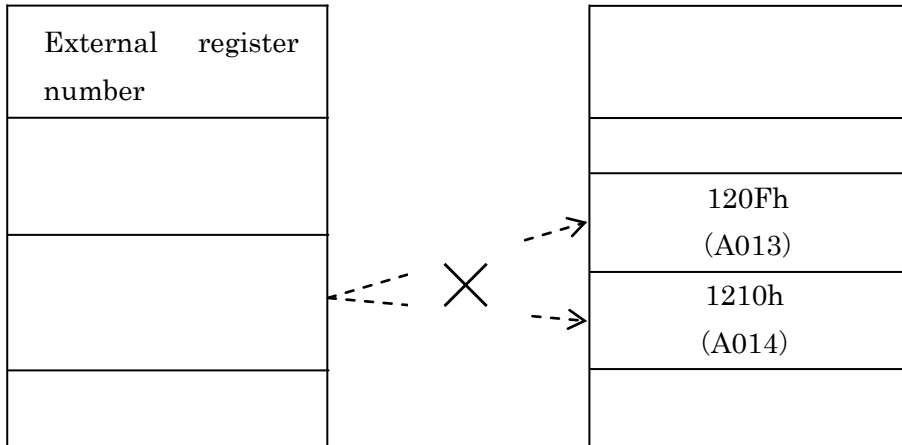 External register
number
120Fh
(A013)
1210h
(A014)